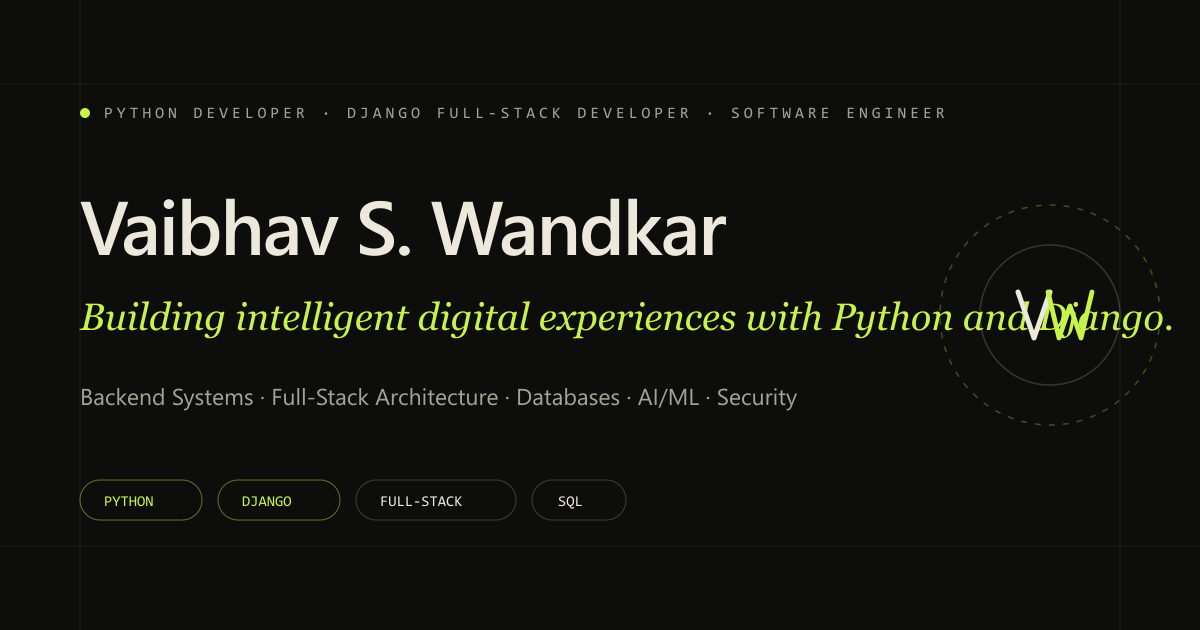 PYTHON DEVELOPER · DJANGO FULL-STACK DEVELOPER · SOFTWARE ENGINEER
Vaibhav S. Wandkar
Building intelligent digital experiences with Python and Django.
VW
Backend Systems · Full-Stack Architecture · Databases · AI/ML · Security
PYTHON
DJANGO
FULL-STACK
SQL